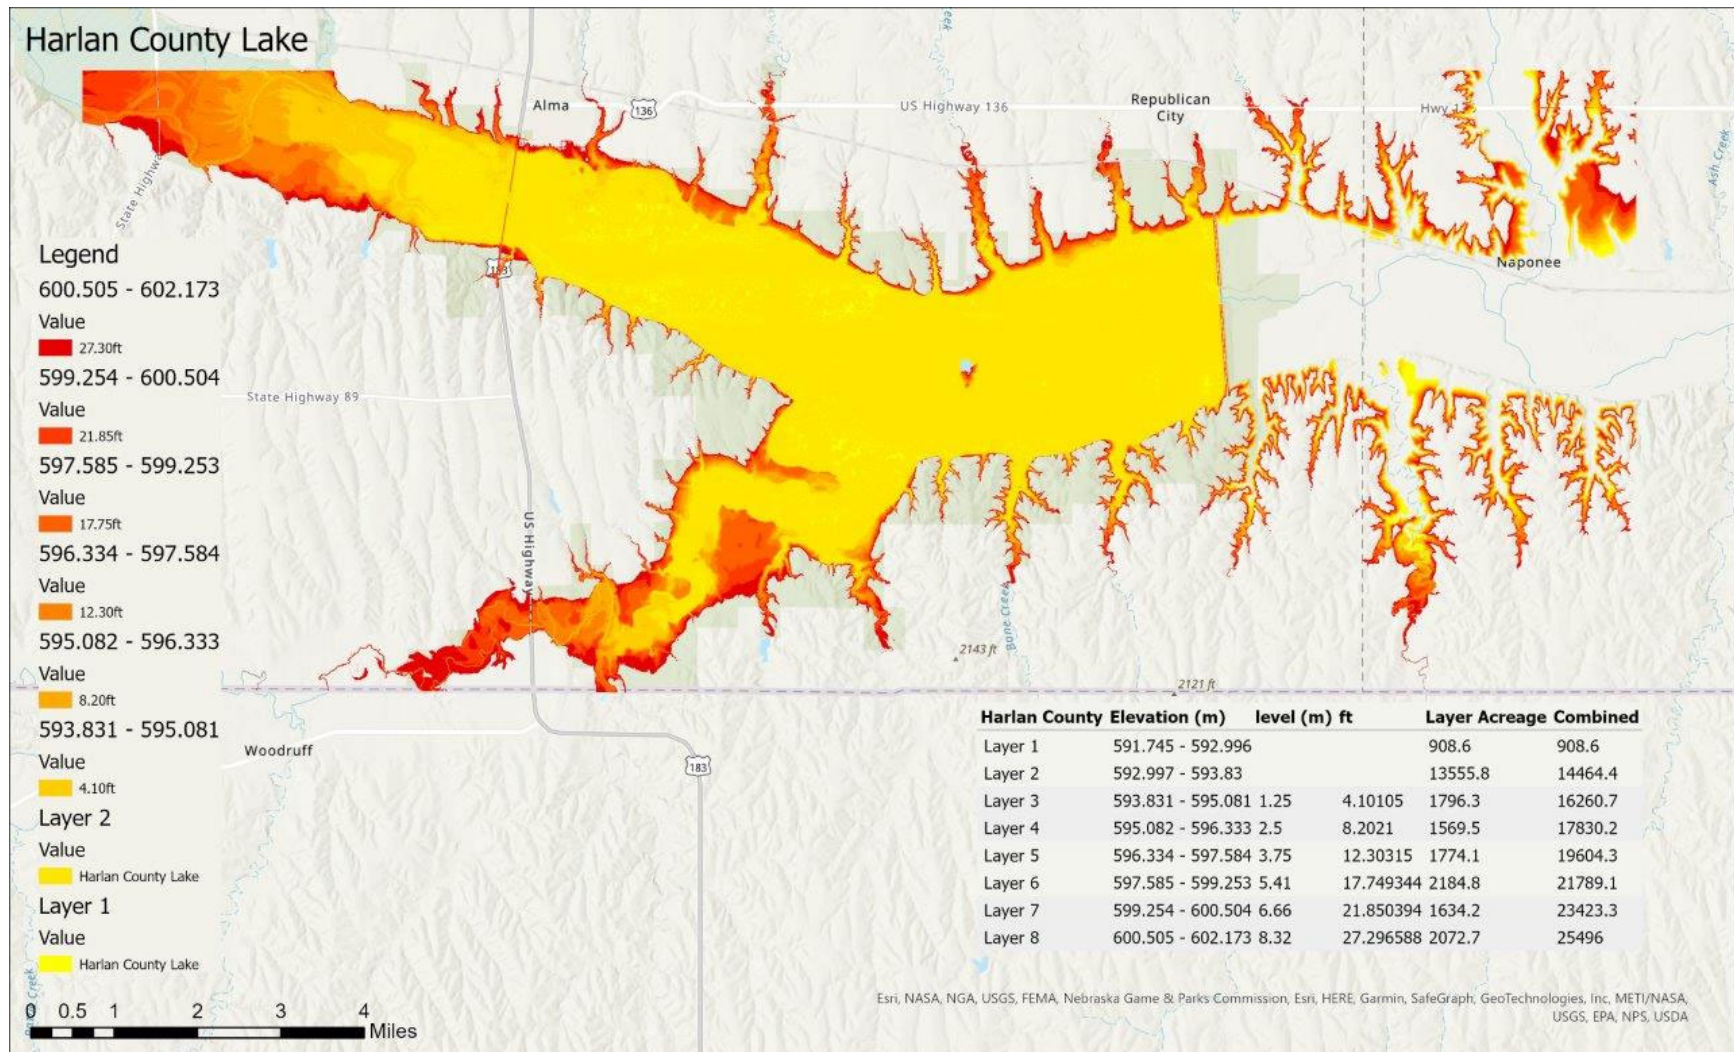 Harlan County Lake
Creek
Alma
136
US Highway 136
Republican
City
Hwy 1
Ash Creek
State Highway
Naponee
183
State Highway 89
US Highway
Bone Creek
2143 ft
2121 ft
Woodruff
183
Creek
Legend
600.505 - 602.173
Value
27.30ft
599.254 - 600.504
Value
21.85ft
597.585 - 599.253
Value
17.75ft
596.334 - 597.584
Value
12.30ft
595.082 - 596.333
Value
8.20ft
593.831 - 595.081
Value
4.10ft
Layer 2
Value
Harlan County Lake
Layer 1
Value
Harlan County Lake
0 0.5 1 2 3 4
Miles
Harlan County Elevation (m) level (m) ft Layer Acreage Combined
Layer 1 591.745 - 592.996 908.6 908.6
Layer 2 592.997 - 593.83 13555.8 14464.4
Layer 3 593.831 - 595.081 1.25 4.10105 1796.3 16260.7
Layer 4 595.082 - 596.333 2.5 8.2021 1569.5 17830.2
Layer 5 596.334 - 597.584 3.75 12.30315 1774.1 19604.3
Layer 6 597.585 - 599.253 5.41 17.749344 2184.8 21789.1
Layer 7 599.254 - 600.504 6.66 21.850394 1634.2 23423.3
Layer 8 600.505 - 602.173 8.32 27.296588 2072.7 25496
Esri, NASA, NGA, USGS, FEMA, Nebraska Game & Parks Commission, Esri, HERE, Garmin, SafeGraph, GeoTechnologies, Inc, METI/NASA,
USGS, EPA, NPS, USDA